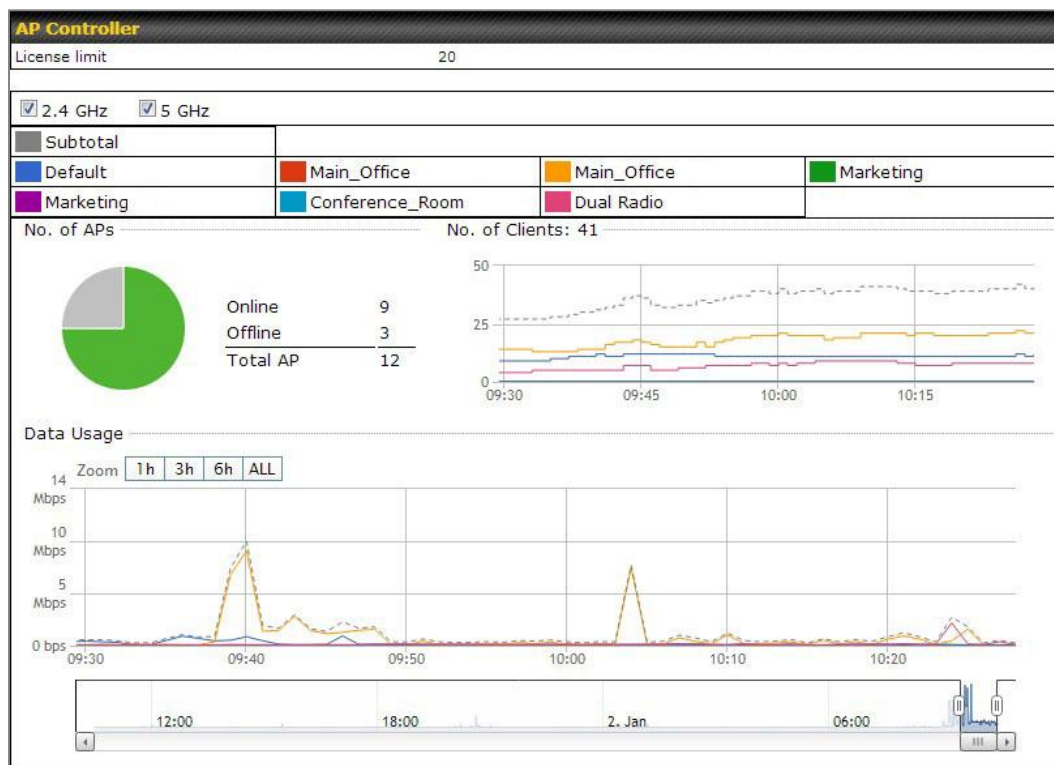 AP Controller
License limit 20
2.4 GHz 5 GHz
Subtotal
Default Main_Office Main_Office Marketing
Marketing Conference_Room Dual Radio
No. of APs No. of Clients: 41
50
25
0
09:30 09:45 10:00 10:15
Online 9
Offline 3
Total AP 12
Data Usage
Zoom 1h 3h 6h ALL
14 Mbps
10 Mbps
5 Mbps
0 bps
09:30 09:40 09:50 10:00 10:10 10:20
12:00 18:00 2. Jan 06:00